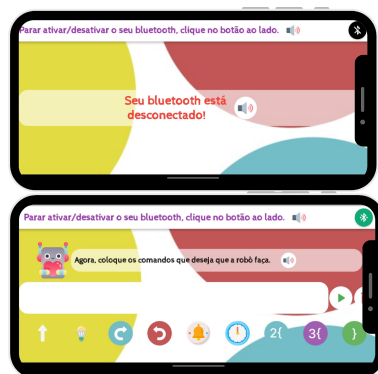 Parar ativar/desativar o seu bluetooth, clique no botão ao lado.
Seu bluetooth está
desconectado!
Parar ativar/desativar o seu bluetooth, clique no botão ao lado.
Agora, coloque os comandos que deseja que a robô faça.
2{ 3{ }